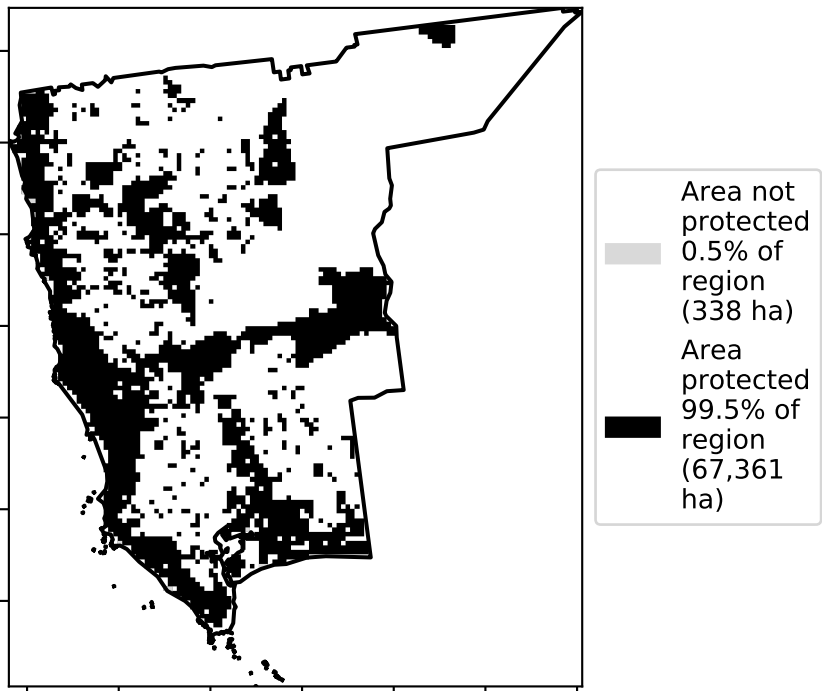 Area not
protected
0.5% of
region
(338 ha)
Area
protected
99.5% of
region
(67,361
ha)